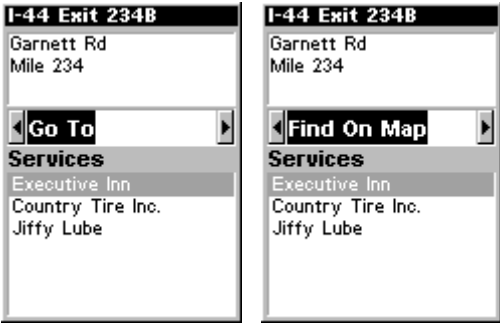 I-44 Exit 234B
Garnett Rd
Mile 234
Go To
Services
Executive Inn
Country Tire Inc.
Jiffy Lube
I-44 Exit 234B
Garnett Rd
Mile 234
Find On Map
Services
Executive Inn
Country Tire Inc.
Jiffy Lube